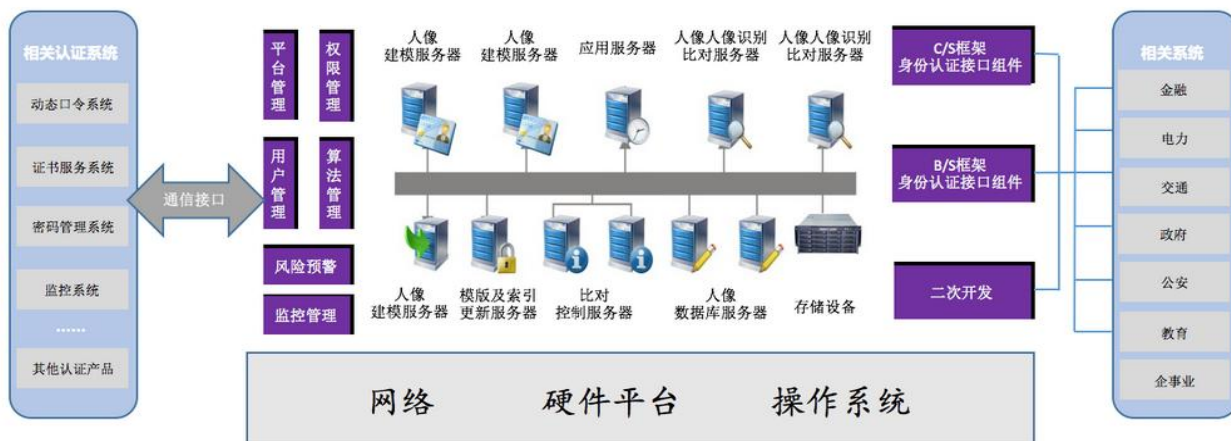 相关认证系统
动态口令系统
证书服务系统
密码管理系统
监控系统
……
其他认证产品
通信接口
平台管理
权限管理
用户管理
算法管理
风险预警
监控管理
人像
建模服务器
人像
建模服务器
应用服务器
人像人像识别
比对服务器
人像人像识别
比对服务器
人像
建模服务器
模版及索引
更新服务器
比对
控制服务器
人像
数据库服务器
存储设备
C/S框架
身份认证接口组件
B/S框架
身份认证接口组件
二次开发
相关系统
金融
电力
交通
政府
公安
教育
企事业
网络 硬件平台 操作系统